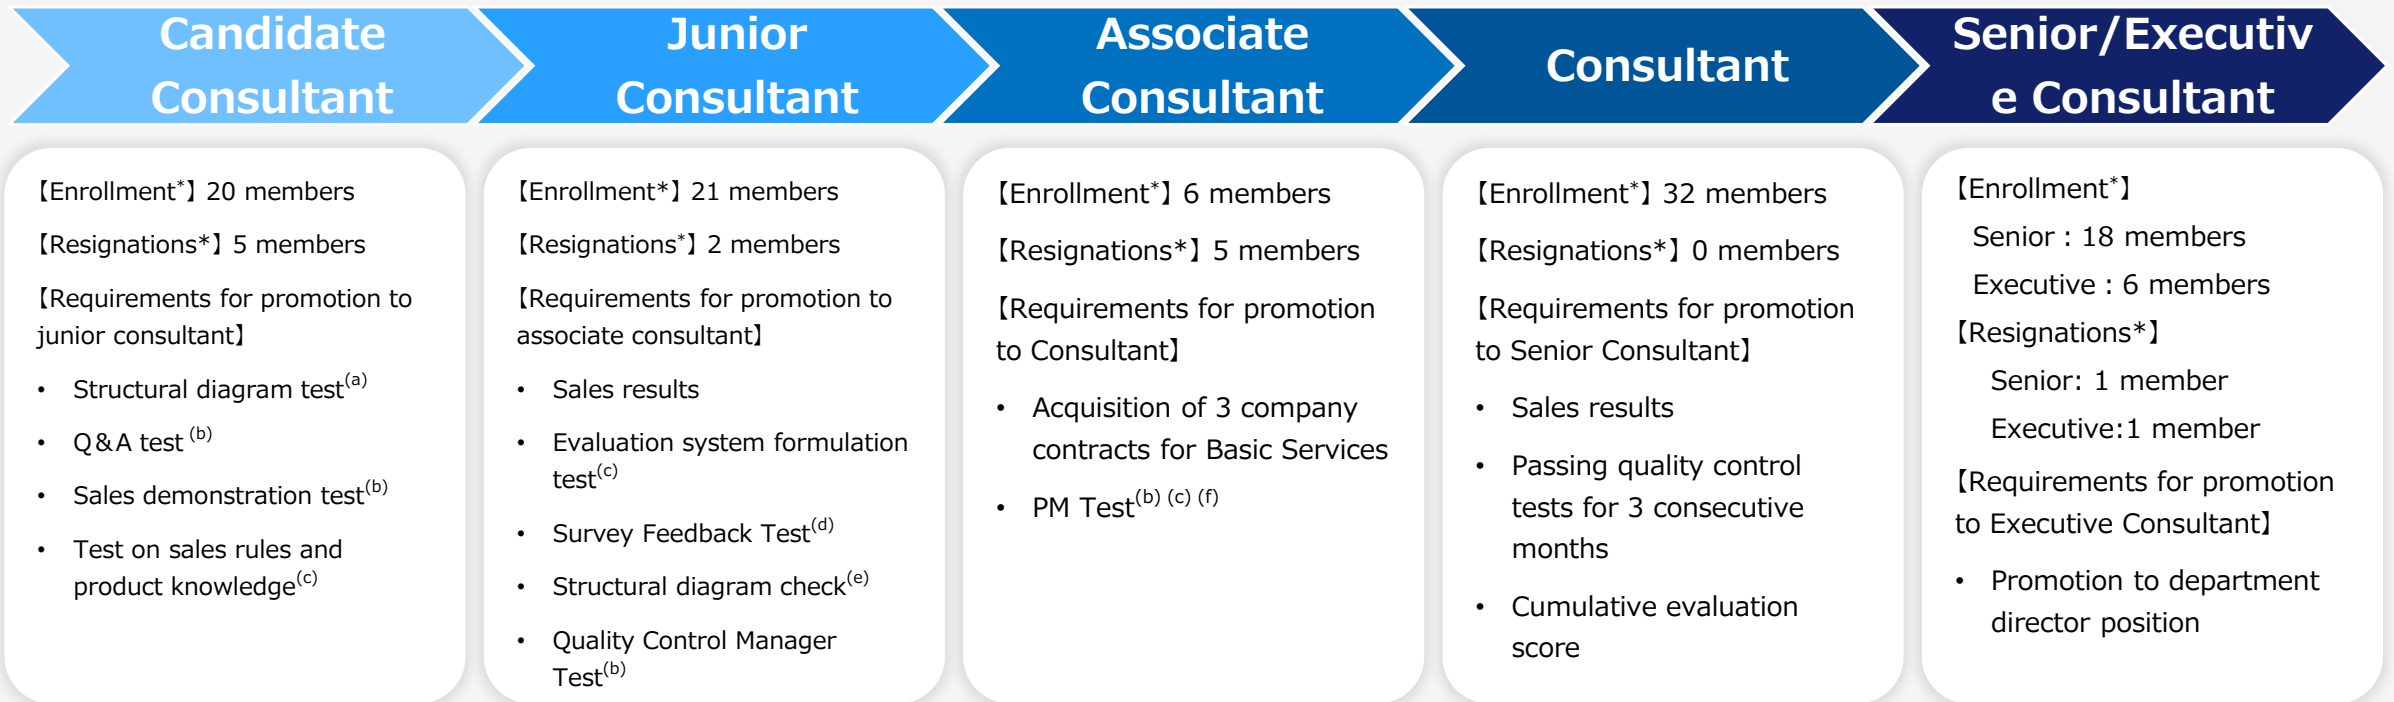 Candidate
Consultant
Junior
Consultant
Associate
Consultant
Consultant
Senior/Executiv
e Consultant
【Enrollment*】 20 members
【Resignations*】 5 members
【Requirements for promotion to
junior consultant】
• Structural diagram test(a)
• Q&A test (b)
• Sales demonstration test(b)
• Test on sales rules and
product knowledge(c)
【Enrollment*】 21 members
【Resignations*】 2 members
【Requirements for promotion to
associate consultant】
• Sales results
• Evaluation system formulation
test(c)
• Survey Feedback Test(d)
• Structural diagram check(e)
• Quality Control Manager
Test(b)
【Enrollment*】 6 members
【Resignations*】 5 members
【Requirements for promotion
to Consultant】
• Acquisition of 3 company
contracts for Basic Services
• PM Test(b) (c) (f)
【Enrollment*】 32 members
【Resignations*】 0 members
【Requirements for promotion
to Senior Consultant】
• Sales results
• Passing quality control
tests for 3 consecutive
months
• Cumulative evaluation
score
【Enrollment*】
Senior : 18 members
Executive : 6 members
【Resignations*】
Senior: 1 member
Executive:1 member
【Requirements for promotion
to Executive Consultant】
• Promotion to department
director position